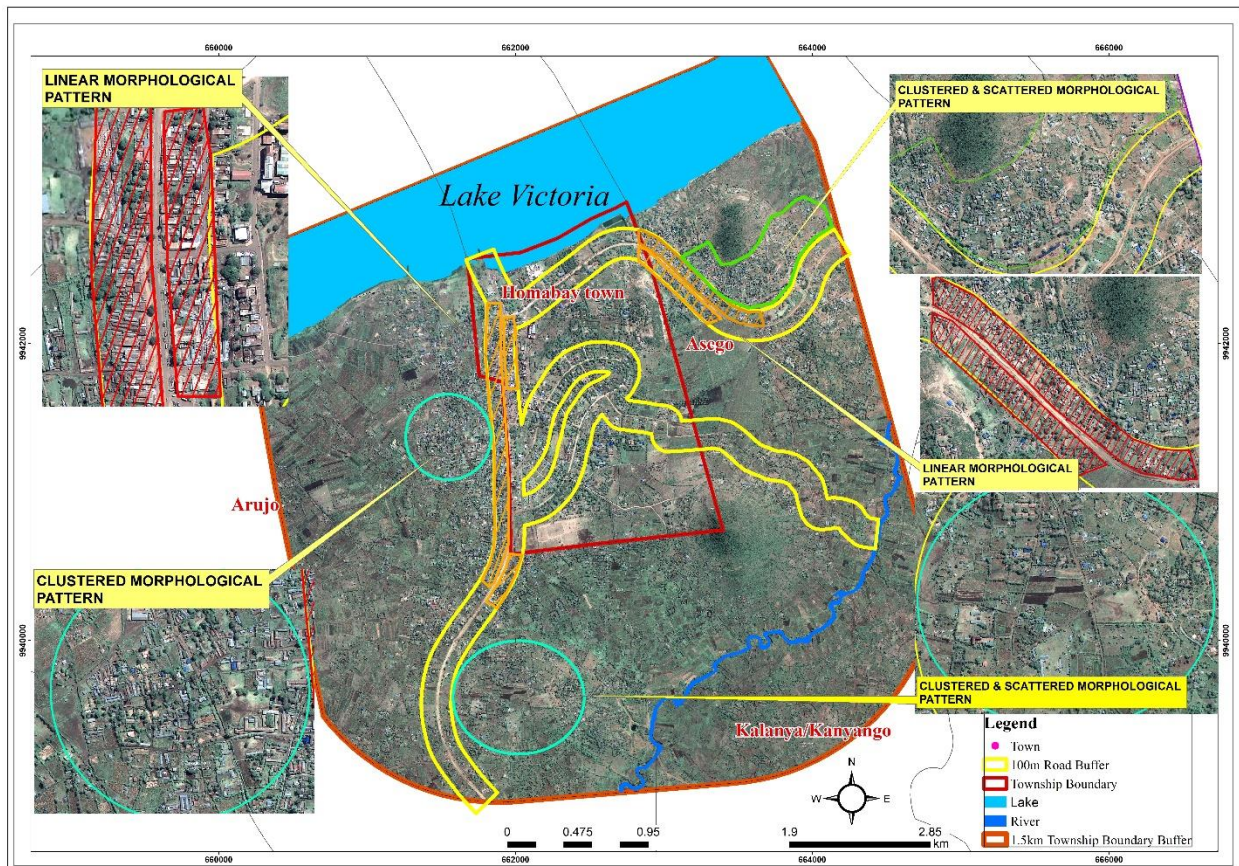 660000
662000
664000
666000
LINEAR MORPHOLOGICAL
PATTERN
CLUSTERED & SCATTERED MORPHOLOGICAL
PATTERN
Lake Victoria
Homabay town
9942000
9942000
Asego
LINEAR MORPHOLOGICAL
PATTERN
Arujo
CLUSTERED MORPHOLOGICAL
PATTERN
9940000
9940000
CLUSTERED & SCATTERED MORPHOLOGICAL
PATTERN
Kalanya/Kanyango
Legend
Town
100m Road Buffer
Township Boundary
Lake
River
1.5km Township Boundary Buffer
N
W
E
S
0 0.475 0.95 1.9 2.85
km
660000
662000
664000
666000